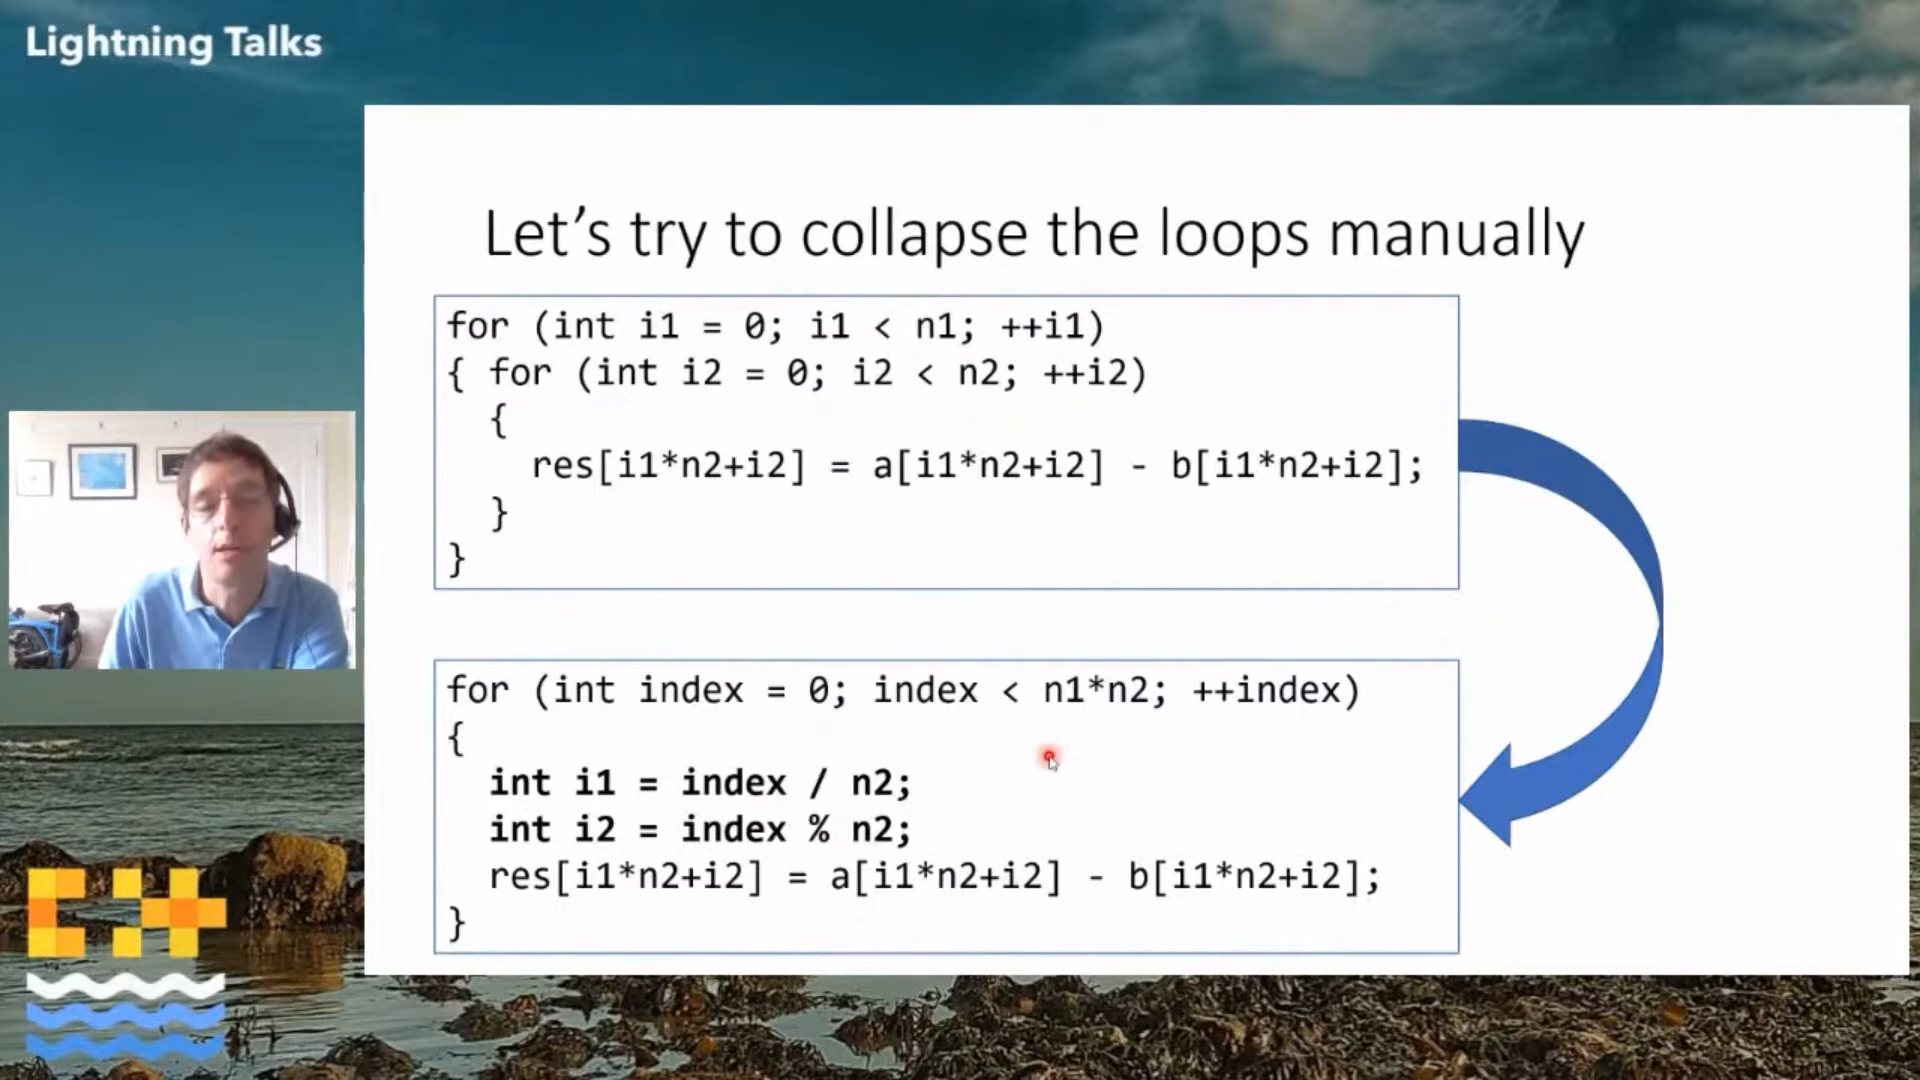 Lightning Talks
Let's try to collapse the loops manually
for (int i1 = 0; i1 < n1; ++i1)
{ for (int i2 = 0; i2 < n2; ++i2)
{
res[i1*n2+i2] = a[i1*n2+i2] - b[i1*n2+i2];
}
}
for (int index = 0; index < n1*n2; ++index)
{
int i1 = index / n2;
int i2 = index % n2;
res[i1*n2+i2] = a[i1*n2+i2] - b[i1*n2+i2];
}